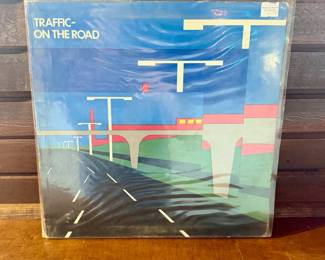 TRAFFIC-
ON THE ROAD